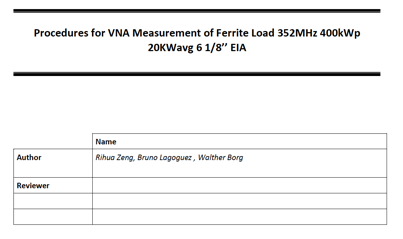 Procedures for VNA Measurement of Ferrite Load 352MHz 400kWp
20KWavg 6 1/8’’ EIA
Name
Author Rihua Zeng, Bruno Lagoguez , Walther Borg
Reviewer